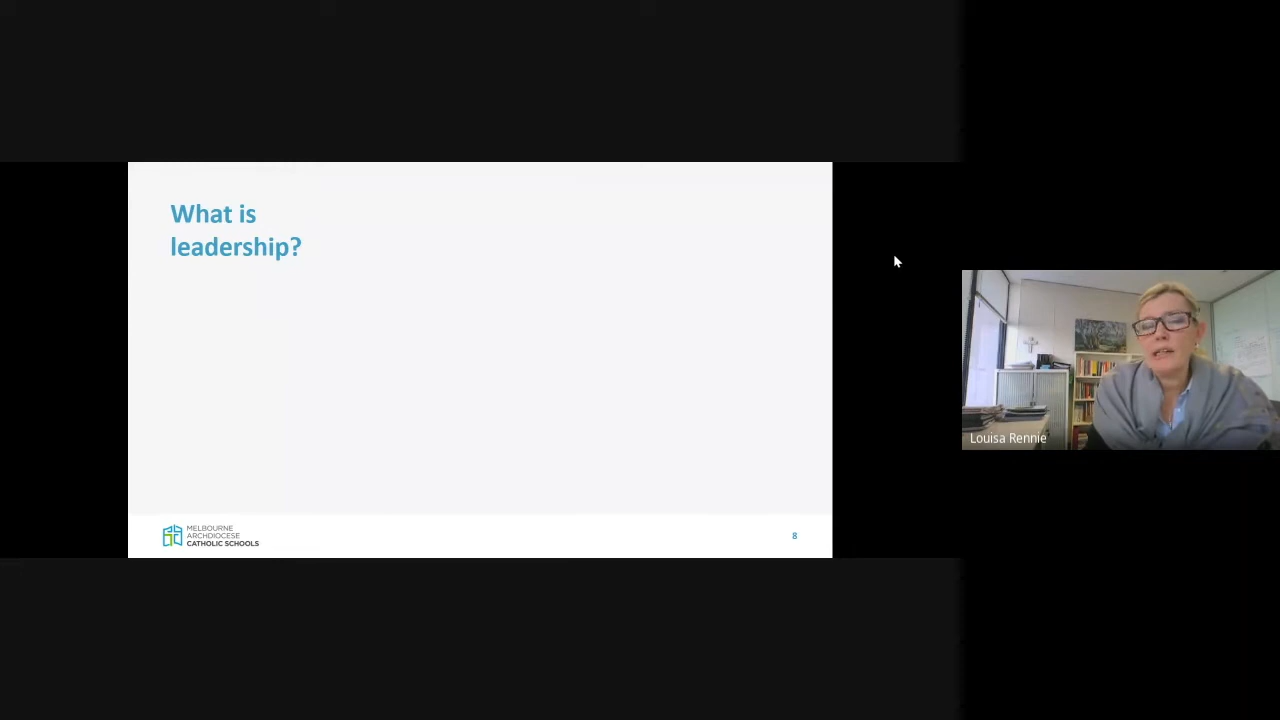 What is
leadership?
MELBOURNE
ARCHDIOCESE
CATHOLIC SCHOOLS
8
Louisa Rennie